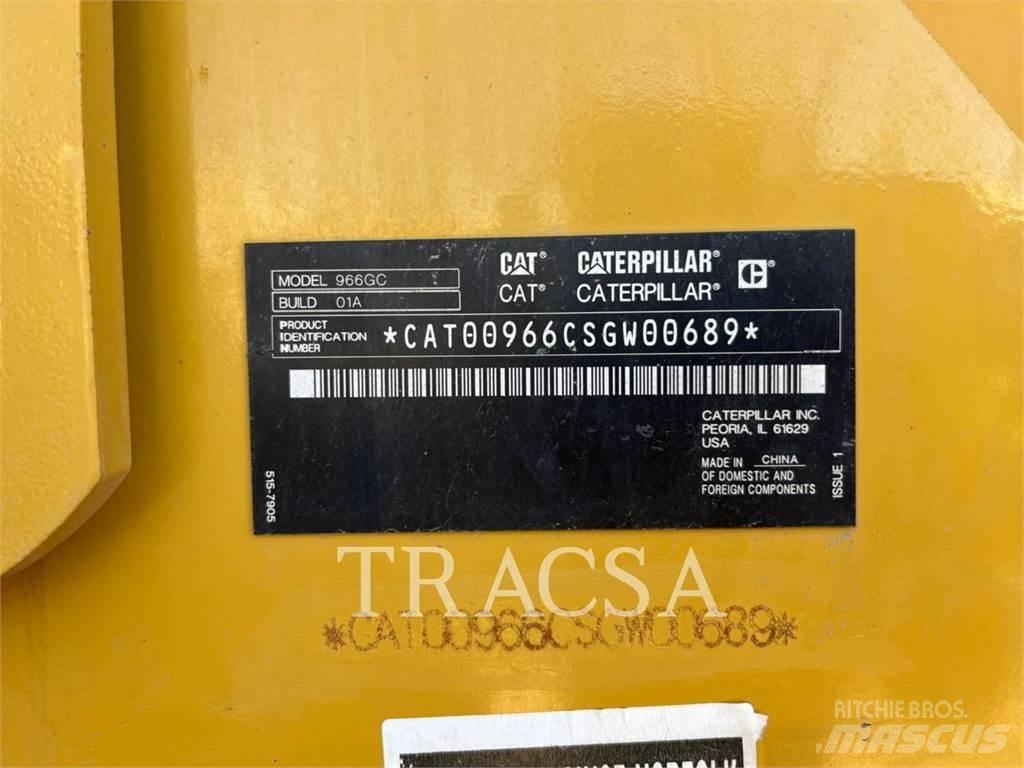 CAT® CATERPILLAR®
CAT® CATERPILLAR®
MODEL 966GC
BUILD 01A
PRODUCT IDENTIFICATION NUMBER
*CAT00966CSGW00689*
CATERPILLAR INC.
PEORIA, IL 61629
USA
MADE IN CHINA
OF DOMESTIC AND
FOREIGN COMPONENTS
515-7905
ISSUE 1
TRACSA
*CAT00966CSGW00689*
RITCHIE BROS.
MASCUS